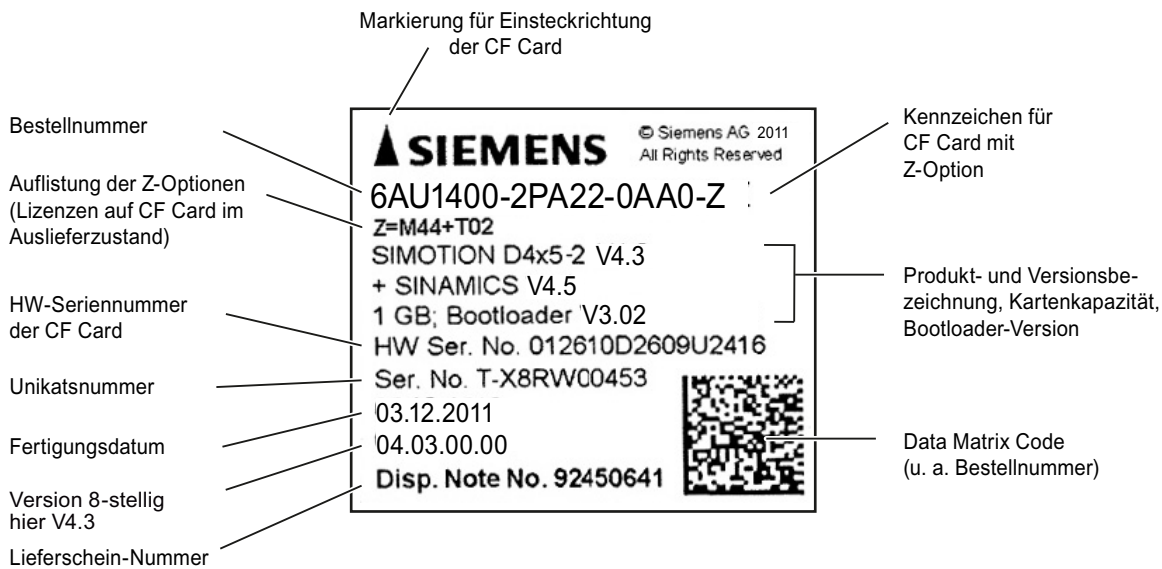 Markierung für Einsteckrichtung
der CF Card
Bestellnummer
Auflistung der Z-Optionen
(Lizenzen auf CF Card im
Auslieferzustand)
HW-Seriennummer
der CF Card
Unikatsnummer
Fertigungsdatum
Version 8-stellig
hier V4.3
Lieferschein-Nummer
SIEMENS
© Siemens AG 2011
All Rights Reserved
6AU1400-2PA22-0AA0-Z
Z=M44+T02
SIMOTION D4x5-2 V4.3
+ SINAMICS V4.5
1 GB; Bootloader V3.02
HW Ser. No. 012610D2609U2416
Ser. No. T-X8RW00453
03.12.2011
04.03.00.00
Disp. Note No. 92450641
Kennzeichen für
CF Card mit
Z-Option
Produkt- und Versionsbe-
zeichnung, Kartenkapazität,
Bootloader-Version
Data Matrix Code
(u. a. Bestellnummer)